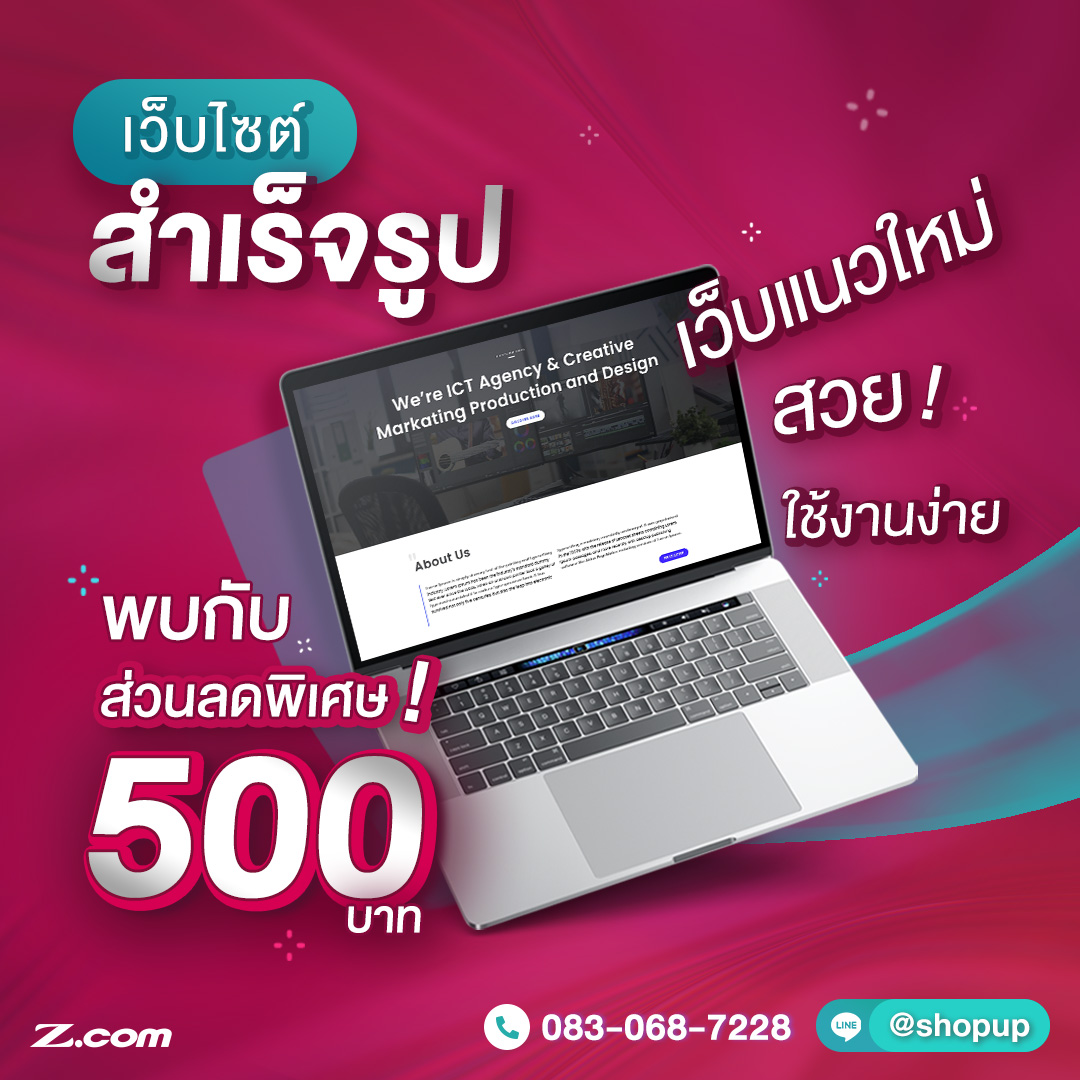 เว็บไซต์
สำเร็จรูป
เว็บแนวใหม่
สวย !
ใช้งานง่าย
We're ICT Agency & Creative
Markating Production and Design
About Us
พบกับ
ส่วนลดพิเศษ !
500
บาท
Z.com
083-068-7228
LINE
@shopup